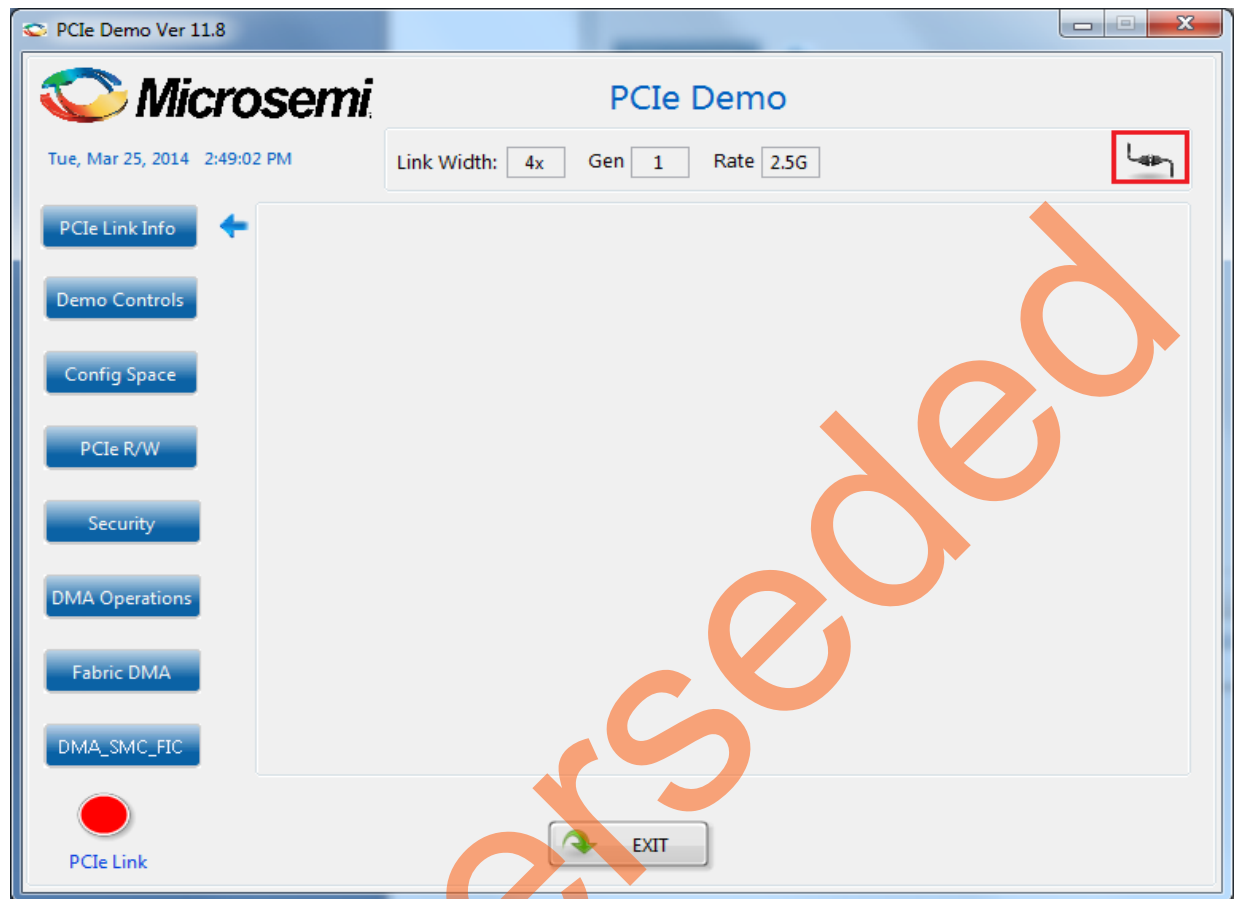 PCIe Demo Ver 11.8
Microsemi
PCIe Demo
Tue, Mar 25, 2014 2:49:02 PM
Link Width: 4x Gen 1 Rate 2.5G
PCIe Link Info
Demo Controls
Config Space
PCIe R/W
Security
DMA Operations
Fabric DMA
DMA_SMC_FIC
PCIe Link
EXIT
erseded